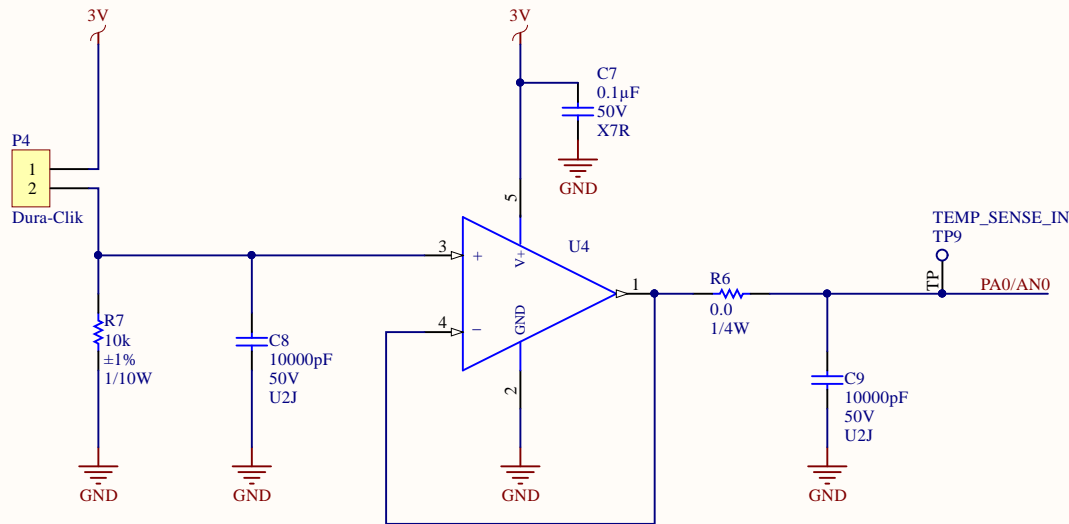 3V
3V
C7
0.1µF
50V
X7R
GND
P4
1
2
Dura-Clik
5
3
+
V+
U4
TEMP_SENSE_IN
TP9
TP
PA0/AN0
1
R6
0.0
1/4W
4
−
GND
2
R7
10k
±1%
1/10W
C8
10000pF
50V
U2J
C9
10000pF
50V
U2J
GND
GND
GND
GND